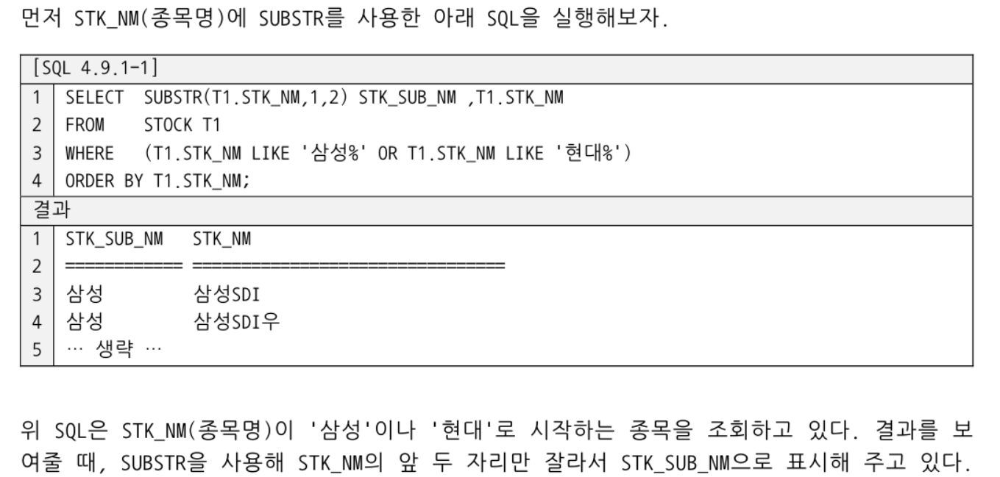 먼저 STK_NM(종목명)에 SUBSTR를 사용한 아래 SQL을 실행해보자.
[SQL 4.9.1-1]
1 SELECT SUBSTR(T1.STK_NM,1,2) STK_SUB_NM ,T1.STK_NM
2 FROM STOCK T1
3 WHERE (T1.STK_NM LIKE '삼성%' OR T1.STK_NM LIKE '현대%')
4 ORDER BY T1.STK_NM;
결과
1 STK_SUB_NM STK_NM
2 ============ ================================
3 삼성 삼성SDI
4 삼성 삼성SDI우
5 … 생략 …
위 SQL은 STK_NM(종목명)이 '삼성'이나 '현대'로 시작하는 종목을 조회하고 있다. 결과를 보
여줄 때, SUBSTR을 사용해 STK_NM의 앞 두 자리만 잘라서 STK_SUB_NM으로 표시해 주고 있다.